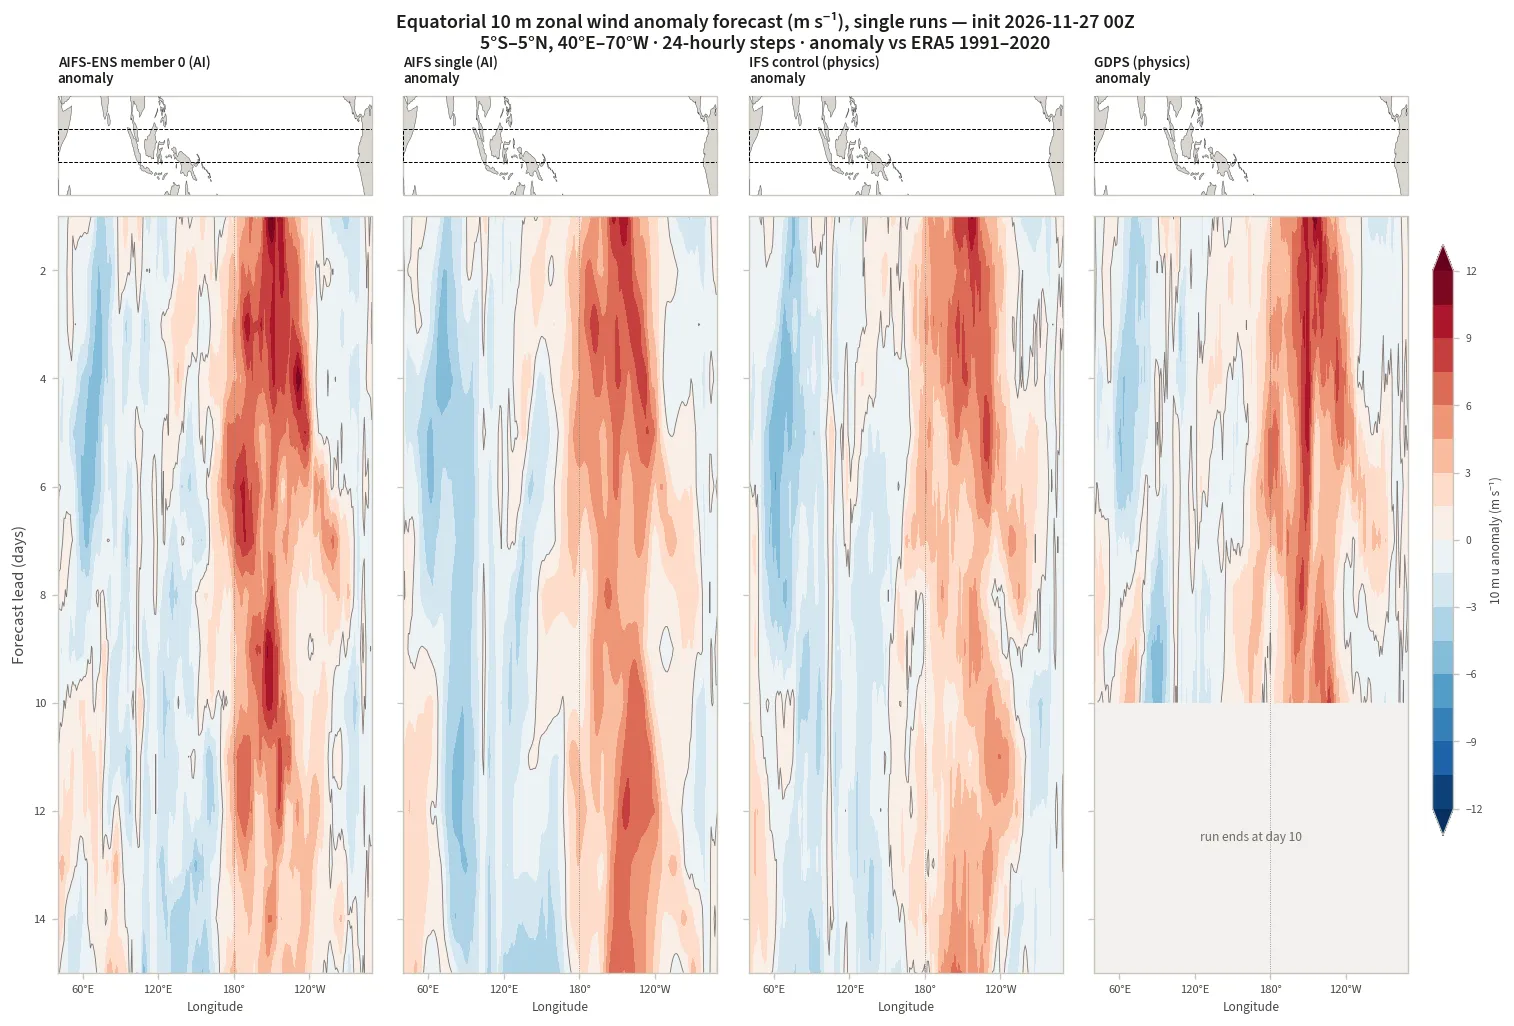 Equatorial 10 m zonal wind anomaly forecast (m s⁻¹), single runs — init 2026-11-27 00Z
5°S–5°N, 40°E–70°W · 24-hourly steps · anomaly vs ERA5 1991–2020
AIFS-ENS member 0 (AI)
anomaly
AIFS single (AI)
anomaly
IFS control (physics)
anomaly
GDPS (physics)
anomaly
Forecast lead (days)
2
4
6
8
10
12
14
60°E 120°E 180° 120°W
Longitude
60°E 120°E 180° 120°W
Longitude
60°E 120°E 180° 120°W
Longitude
run ends at day 10
60°E 120°E 180° 120°W
Longitude
12
9
6
3
0
−3
−6
−9
−12
10 m u anomaly (m s⁻¹)